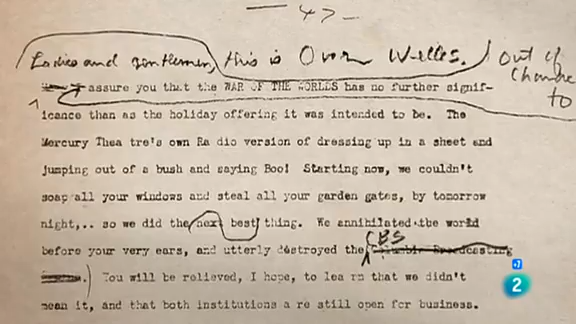 — 47 —
Ladies and gentlemen, this is Orson Welles. Out of
Character
to
assure you that the WAR OF THE WORLDS has no further signif-
icance than as the holiday offering it was intended to be. The
Mercury Thea tre's own Ra dio version of dressing up in a sheet and
jumping out of a bush and saying Boo! Starting now, we couldn't
soap all your windows and steal all your garden gates, by tomorrow
night,.. so we did the next best thing. We annihilated the world
CBS
before your very ears, and utterly destroyed the Columbia Broadcasting
You will be relieved, I hope, to lea rn that we didn't
mean it, and that both institutions a re still open for business.
+7
2